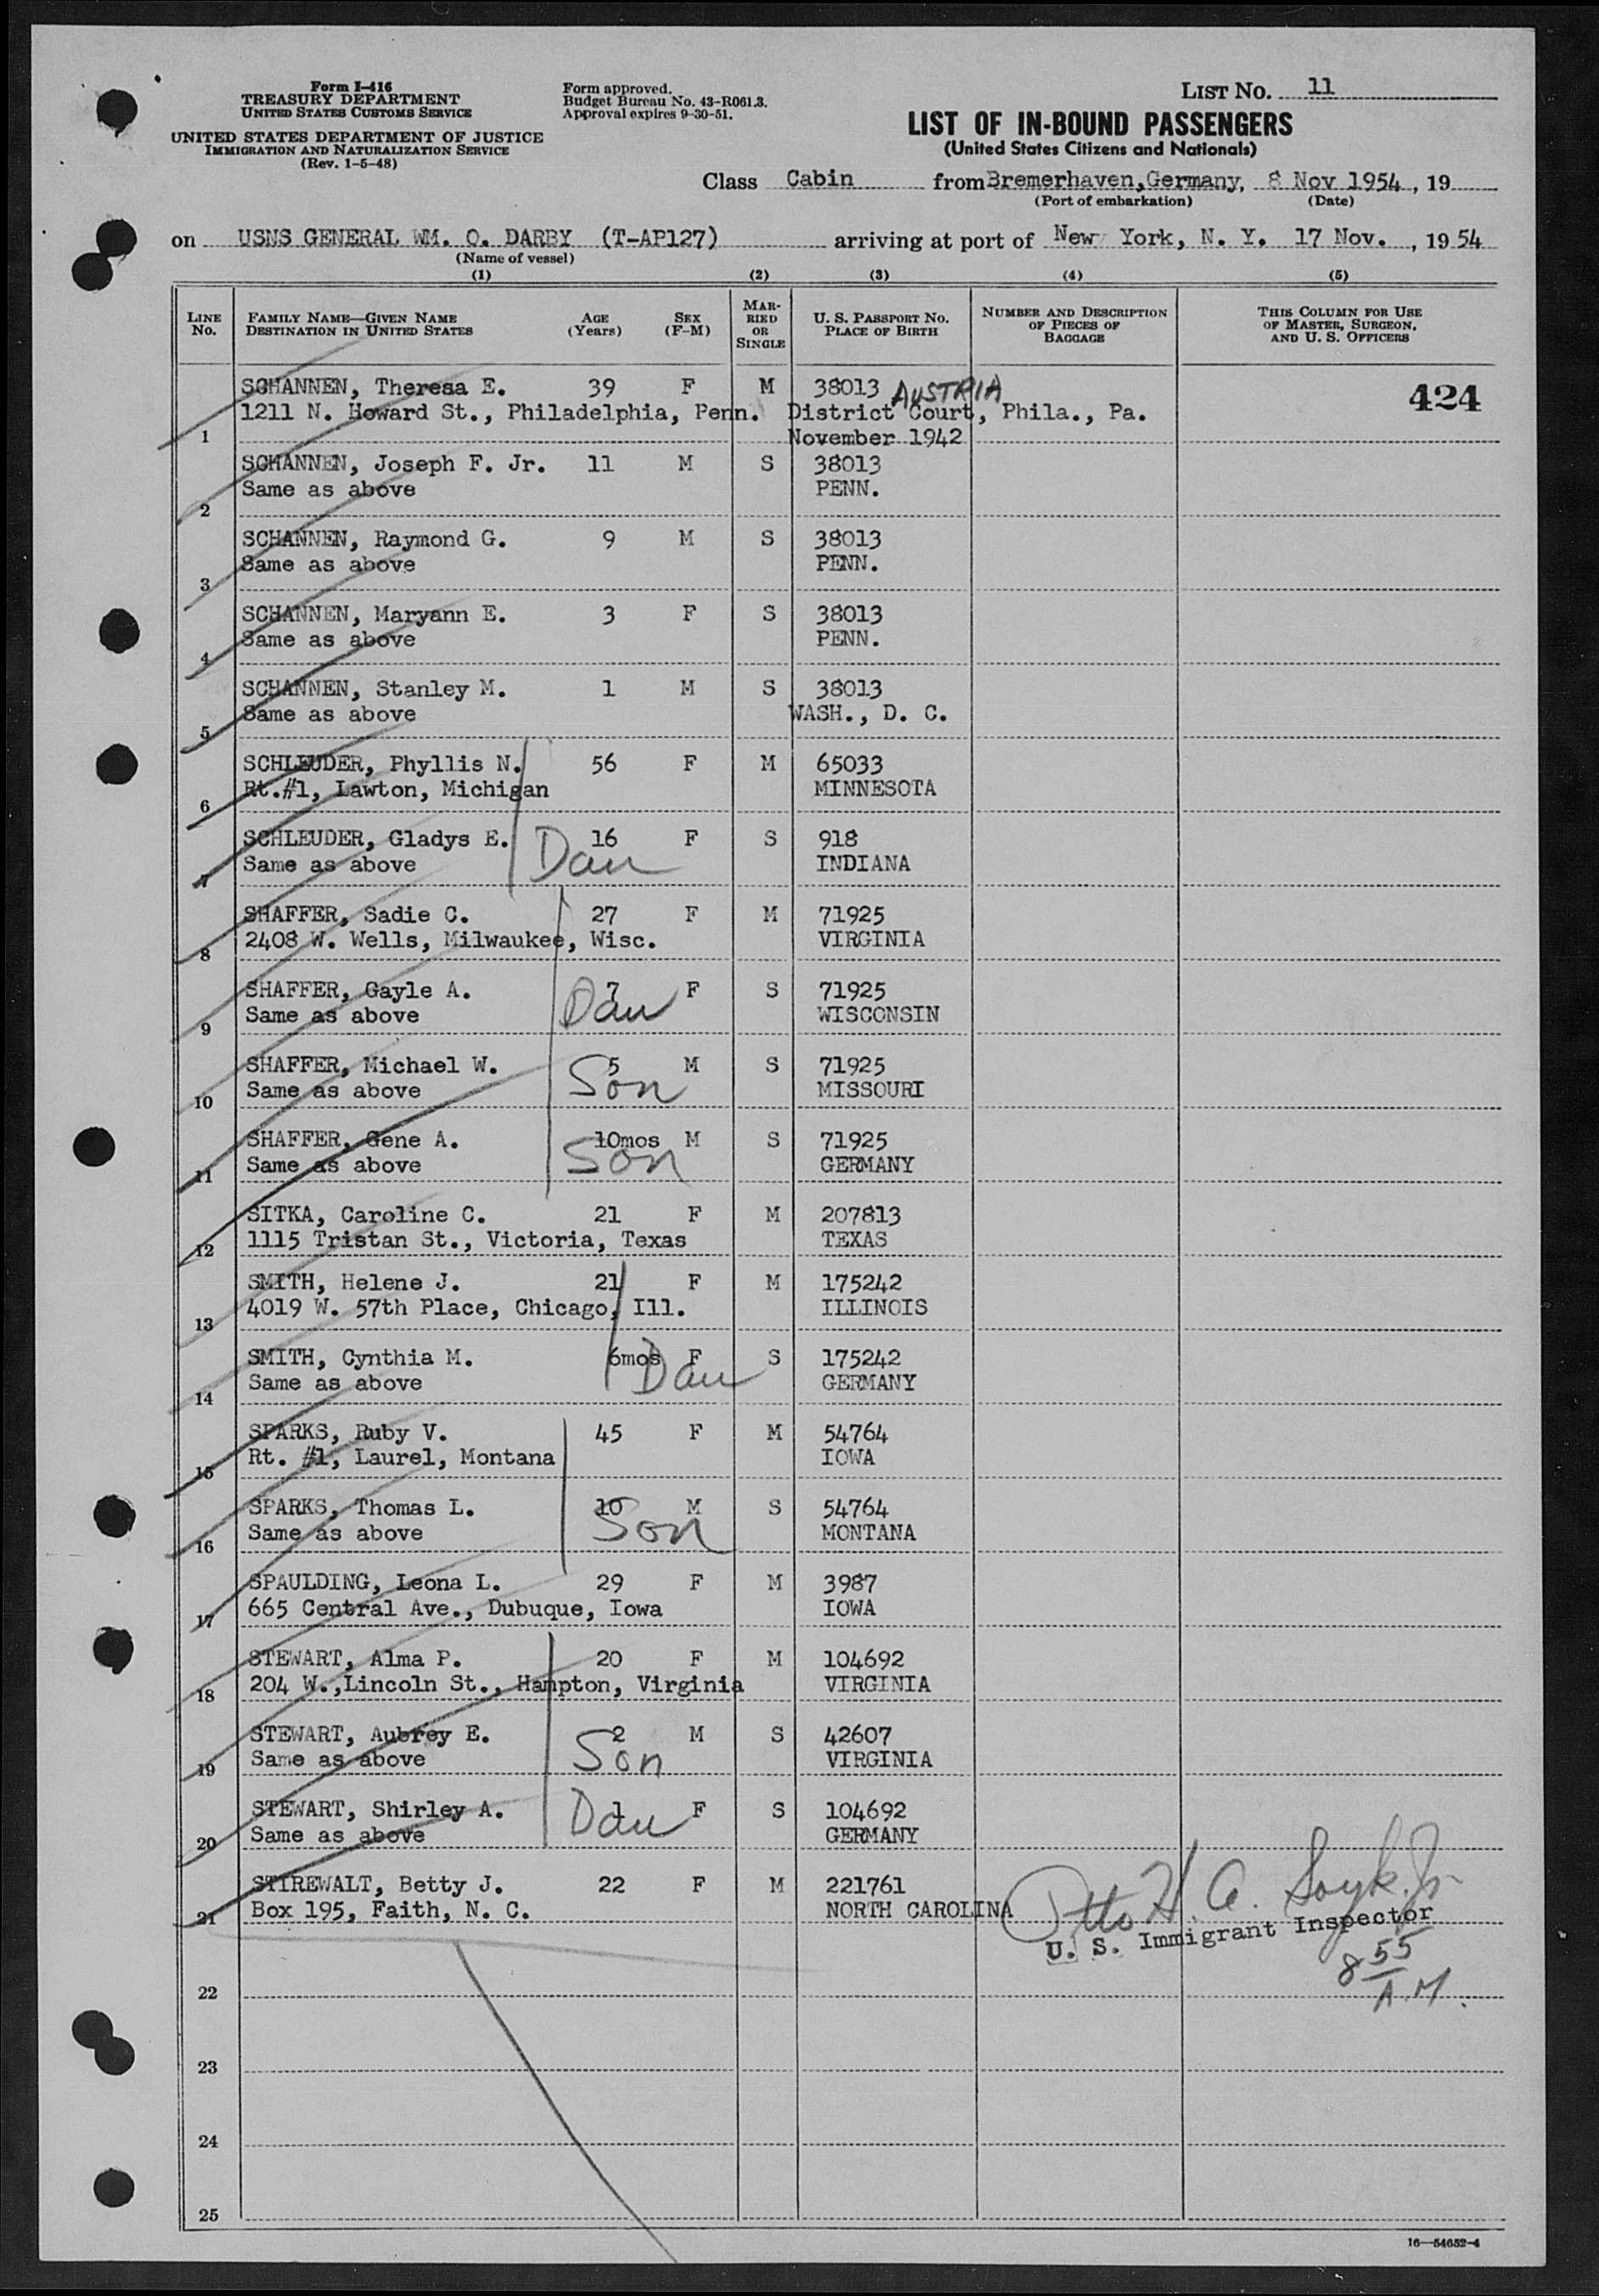 Form I-416
TREASURY DEPARTMENT
UNITED STATES CUSTOMS SERVICE
UNITED STATES DEPARTMENT OF JUSTICE
IMMIGRATION AND NATURALIZATION SERVICE
(Rev. 1-5-48)
Form approved.
Budget Bureau No. 43-R061.3.
Approval expires 9-30-51.
LIST No. 11
LIST OF IN-BOUND PASSENGERS
(United States Citizens and Nationals)
Class Cabin from Bremerhaven, Germany, 8 Nov 1954, 19
(Port of embarkation) (Date)
on USNS GENERAL WM. O. DARBY (T-AP127) arriving at port of New York, N. Y. 17 Nov. , 1954
(Name of vessel)
(1) (2) (3) (4) (5)
LINE No. FAMILY NAME—GIVEN NAME DESTINATION IN UNITED STATES AGE (Years) SEX (F-M) MARRIED OR SINGLE U. S. PASSPORT No. PLACE OF BIRTH NUMBER AND DESCRIPTION OF PIECES OF BAGGAGE THIS COLUMN FOR USE OF MASTER, SURGEON, AND U. S. OFFICERS
SCHANNEN, Theresa E. 39 F M 38013 AUSTRIA 424
1211 N. Howard St., Philadelphia, Penn. District Court, Phila., Pa.
1 November 1942
SCHANNEN, Joseph F. Jr. 11 M S 38013
Same as above PENN.
2
SCHANNEN, Raymond G. 9 M S 38013
Same as above PENN.
3
SCHANNEN, Maryann E. 3 F S 38013
Same as above PENN.
4
SCHANNEN, Stanley M. 1 M S 38013
Same as above WASH., D. C.
5
SCHLEUDER, Phyllis N. 56 F M 65033
Rt.#1, Lawton, Michigan MINNESOTA
6
SCHLEUDER, Gladys E. 16 F S 918
Same as above Dau INDIANA
7
SHAFFER, Sadie C. 27 F M 71925
2408 W. Wells, Milwaukee, Wisc. VIRGINIA
8
SHAFFER, Gayle A. 7 F S 71925
Same as above Dau WISCONSIN
9
SHAFFER, Michael W. 5 M S 71925
Same as above Son MISSOURI
10
SHAFFER, Gene A. 10mos M S 71925
Same as above Son GERMANY
11
SITKA, Caroline C. 21 F M 207813
1115 Tristan St., Victoria, Texas TEXAS
12
SMITH, Helene J. 21 F M 175242
4019 W. 57th Place, Chicago, Ill. ILLINOIS
13
SMITH, Cynthia M. 6mos F S 175242
Same as above Dau GERMANY
14
SPARKS, Ruby V. 45 F M 54764
Rt. #1, Laurel, Montana IOWA
15
SPARKS, Thomas L. 10 M S 54764
Same as above Son MONTANA
16
SPAULDING, Leona L. 29 F M 3987
665 Central Ave., Dubuque, Iowa IOWA
17
STEWART, Alma P. 20 F M 104692
204 W.,Lincoln St., Hampton, Virginia VIRGINIA
18
STEWART, Aubrey E. 2 M S 42607
Same as above Son VIRGINIA
19
STEWART, Shirley A. 1 F S 104692
Same as above Dau GERMANY
20
STIREWALT, Betty J. 22 F M 221761
Box 195, Faith, N. C. NORTH CAROLINA
21 Otto H. A.
U. S. Immigrant Inspector
8 55
A.M.
22
23
24
25
16—54652-4